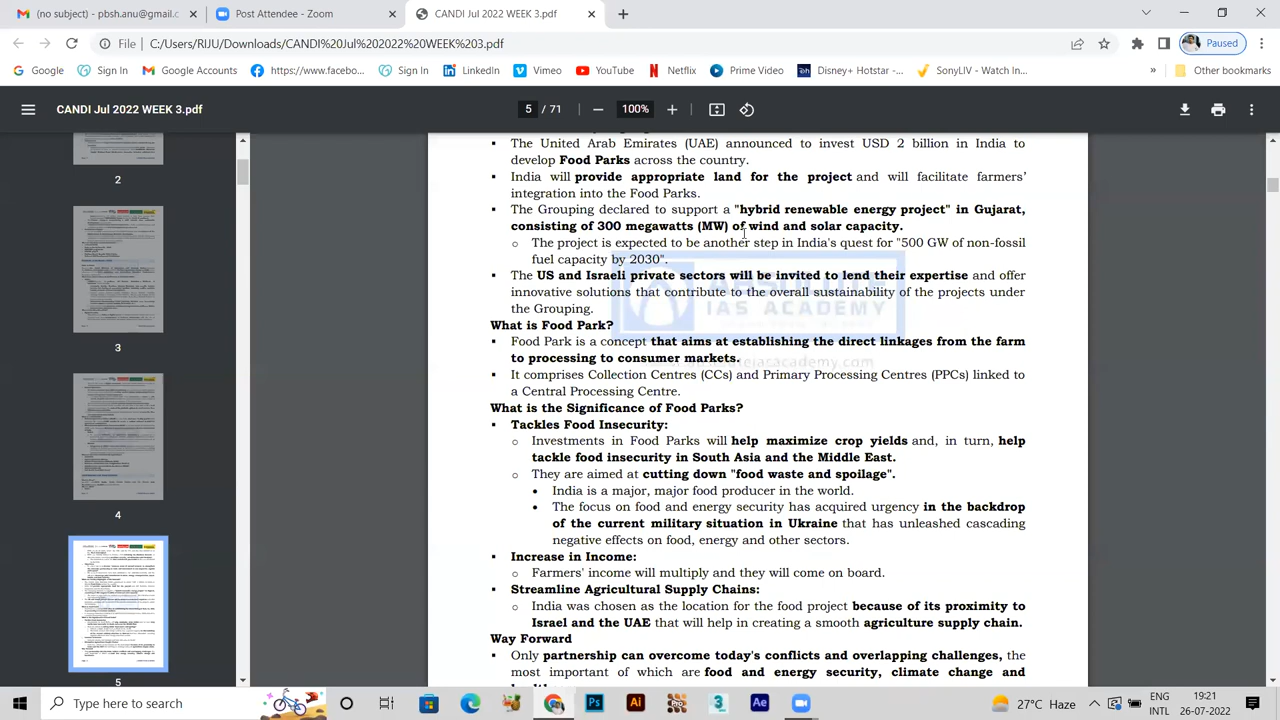 (no subject) - pbsh.anu@gmail.c
Post Attendee - Zoom
CANDI Jul 2022 WEEK 3.pdf
File
C:/Users/RIJU/Downloads/CANDI%20Jul%202022%20WEEK%203.pdf
Paused
Google
Sign In
Google Accounts
https://www.facebo...
Sign In
LinkedIn
Vimeo
YouTube
Netflix
Prime Video
Disney+ Hotstar -...
SonyLIV - Watch In...
»
Other bookmarks
CANDI Jul 2022 WEEK 3.pdf
5 / 71
100%
2
3
4
5
The United Arab Emirates (UAE) announced to invest USD 2 billion in India to
develop Food Parks across the country.
India will provide appropriate land for the project and will facilitate farmers'
integration into the Food Parks.
The Grouping declared to support a "hybrid renewable energy project" in Gujarat,
consisting of 300 megawatts (MW) of wind and solar capacity.
The project is expected to be another step in India's quest for "500 GW of non-fossil
fuel capacity by 2030".
The US and Israeli private sectors will be invited to lend their expertise and offer
innovative solutions that contribute to the overall sustainability of the projects under
the Grouping.
What is Food Park?
Food Park is a concept that aims at establishing the direct linkages from the farm
to processing to consumer markets.
It comprises Collection Centres (CCs) and Primary Processing Centres (PPCs) linked to
a Central Processing Centre.
What is the Significance of Food Parks?
Tackles Food Insecurity:
Investments in Food Parks will help maximise crop yields and, in turn, help
tackle food insecurity in South Asia and the Middle East.
They are aimed at cutting down "food waste and spoilage".
India is a major, major food producer in the world.
The focus on food and energy security has acquired urgency in the backdrop
of the current military situation in Ukraine that has unleashed cascading
negative effects on food, energy and other sectors.
Increase in Income:
Farmer income will multiply and they will come on board.
Streamline Agricultural Supply Chains:
India was chosen as the location for the food project because of its proximity to
Israel and the UAE that will help in creating a smooth agriculture supply chain.
Way Forward
Only partnership can overcome today's conflicts and overlapping challenges, the
most important of which are food and energy security, climate change and
Type here to search
27°C Haze
ENG
INTL
19:21
26-07-2022